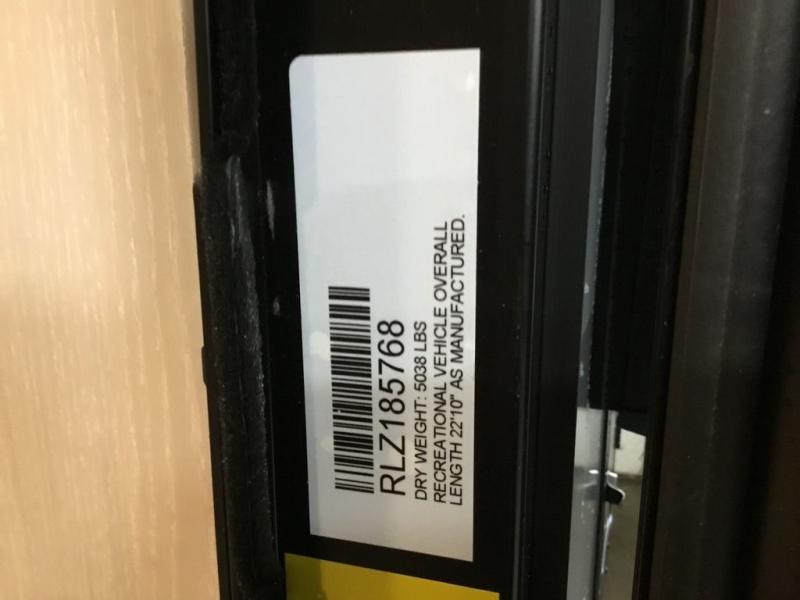 RLZ185768
DRY WEIGHT: 5038 LBS
RECREATIONAL VEHICLE OVERALL
LENGTH 22'10" AS MANUFACTURED.